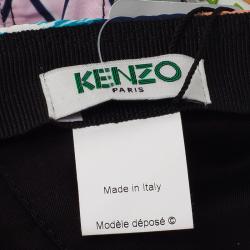 KENZO
PARIS
Made in Italy
Modèle déposé ©